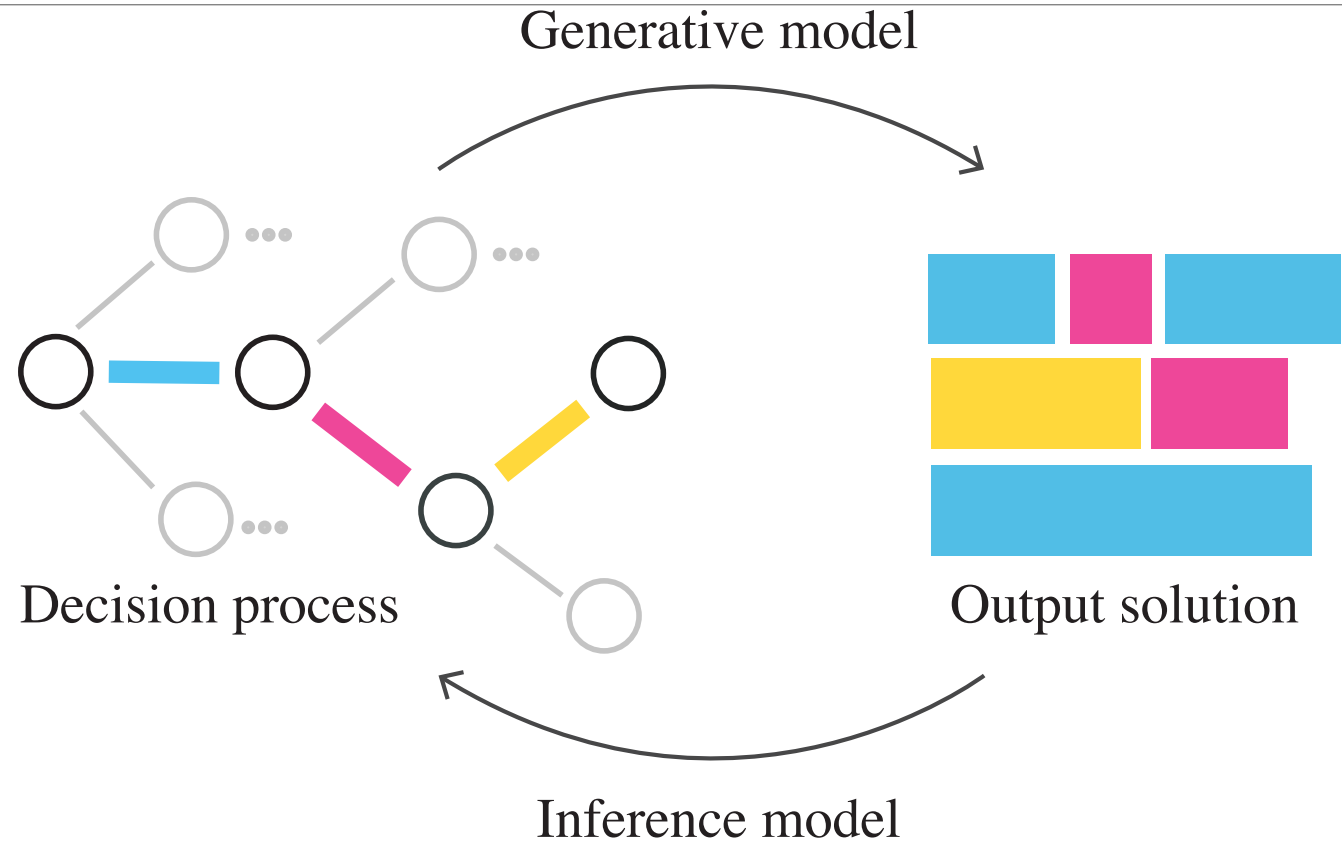 Generative model
Decision process
Output solution
Inference model